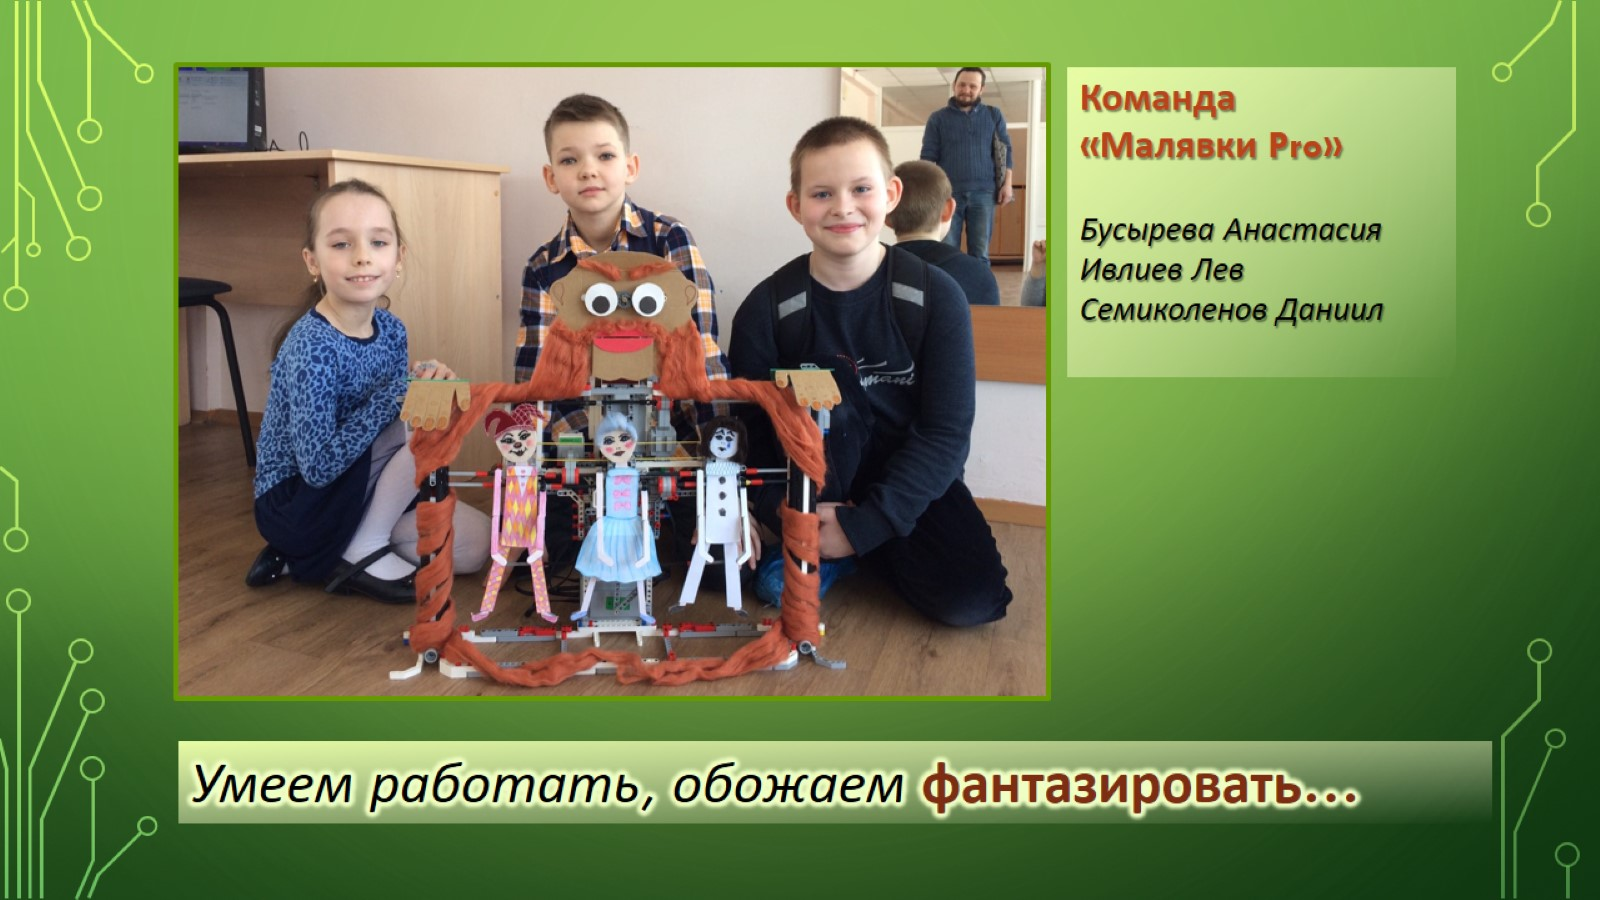 Команда
«Малявки Pro»
Бусырева Анастасия
Ивлиев Лев
Семиколенов Даниил
Умеем работать, обожаем фантазировать...